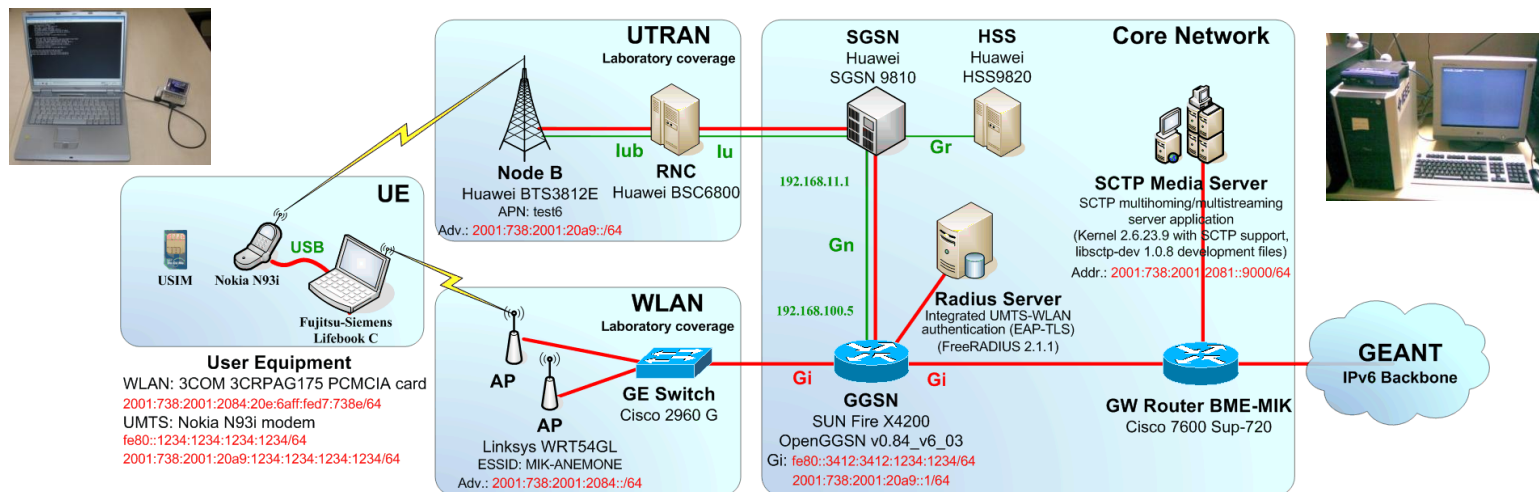 UE
USB
USIM
Nokia N93i
Fujitsu-Siemens
Lifebook C
User Equipment
WLAN: 3COM 3CRPAG175 PCMCIA card
2001:738:2001:2084:20e:6aff:fed7:738e/64
UMTS: Nokia N93i modem
fe80::1234:1234:1234:1234/64
2001:738:2001:20a9:1234:1234:1234:1234/64
UTRAN
Laboratory coverage
Iub
Iu
Node B
Huawei BTS3812E
APN: test6
Adv.: 2001:738:2001:20a9::/64
RNC
Huawei BSC6800
WLAN
Laboratory coverage
AP
AP
Linksys WRT54GL
ESSID: MIK-ANEMONE
Adv.: 2001:738:2001:2084::/64
GE Switch
Cisco 2960 G
Core Network
SGSN
Huawei
SGSN 9810
HSS
Huawei
HSS9820
Gr
192.168.11.1
Gn
192.168.100.5
Radius Server
Integrated UMTS-WLAN
authentication (EAP-TLS)
(FreeRADIUS 2.1.1)
SCTP Media Server
SCTP multihoming/multistreaming
server application
(Kernel 2.6.23.9 with SCTP support,
libsctp-dev 1.0.8 development files)
Addr.: 2001:738:2001:2081::9000/64
Gi
Gi
GGSN
SUN Fire X4200
OpenGGSN v0.84_v6_03
Gi: fe80::3412:3412:1234:1234/64
2001:738:2001:20a9::1/64
GW Router BME-MIK
Cisco 7600 Sup-720
GEANT
IPv6 Backbone